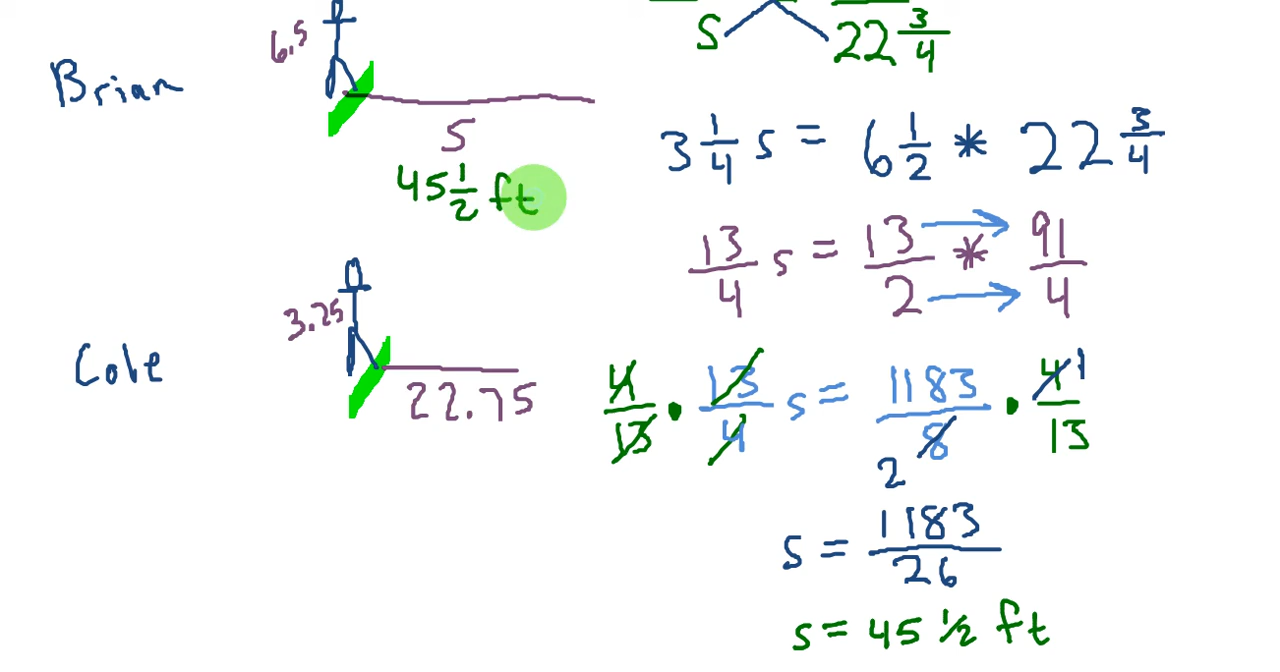 6.5
Brian
S
45 1/2 ft
3.25
Cole
22.75
S 22 3/4
3 1/4 s = 6 1/2 * 22 3/4
13/4 s = 13/2 * 91/4
4/13 · 13/4 s = 1183/8 · 4/13
2 1
s = 1183/26
s = 45 1/2 ft